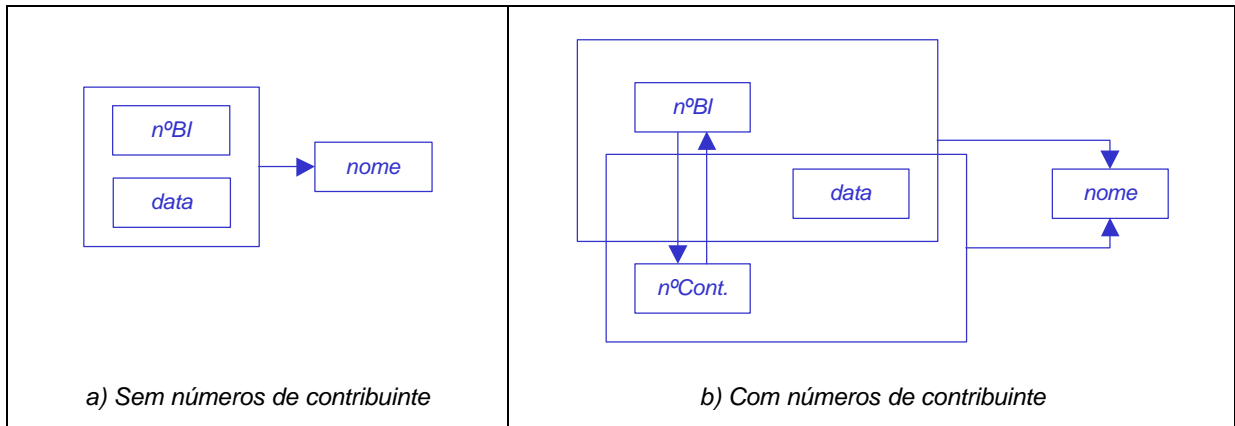 nºBI
data
nome
a) Sem números de contribuinte
nºBI
data
nome
nºCont.
b) Com números de contribuinte